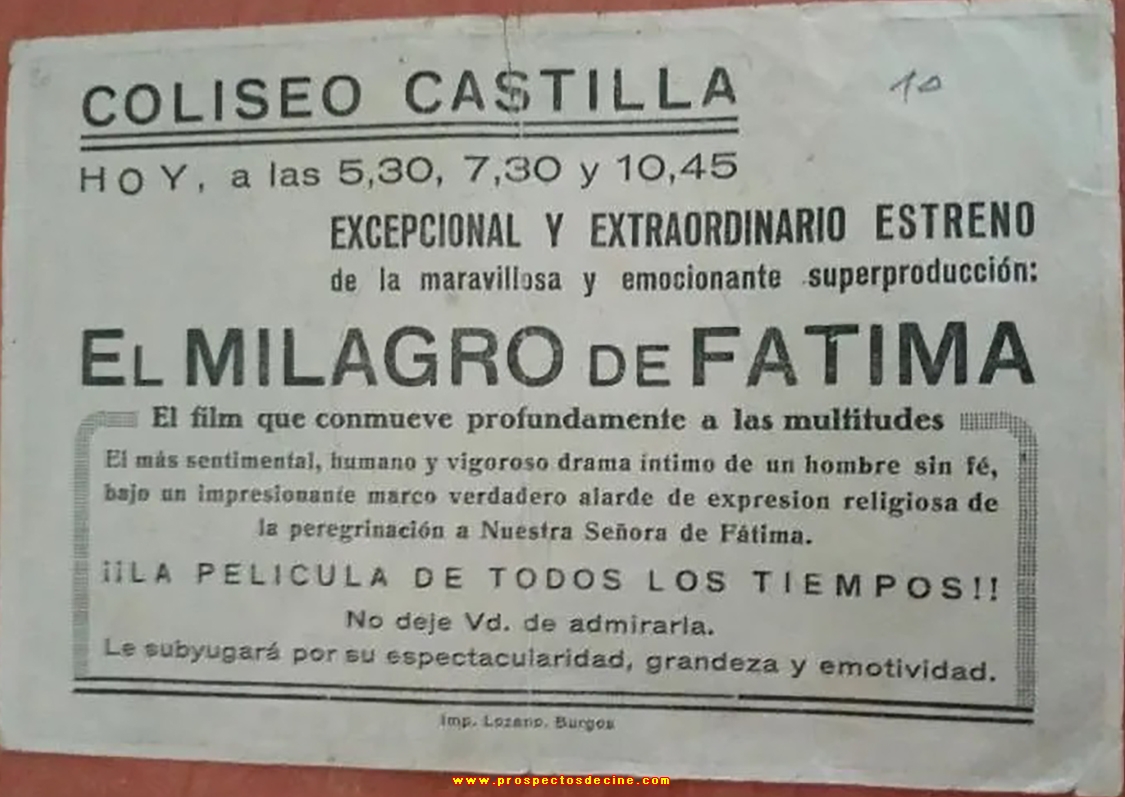 COLISEO CASTILLA
10
HOY, a las 5,30, 7,30 y 10,45
EXCEPCIONAL Y EXTRAORDINARIO ESTRENO
de la maravillosa y emocionante superproducción:
EL MILAGRO DE FATIMA
El film que conmueve profundamente a las multitudes
El más sentimental, humano y vigoroso drama íntimo de un hombre sin fé,
bajo un impresionante marco verdadero alarde de expresion religiosa de
la peregrinación a Nuestra Señora de Fátima.
¡¡LA PELICULA DE TODOS LOS TIEMPOS!!
No deje Vd. de admirarla.
Le subyugará por su espectacularidad, grandeza y emotividad.
Imp. Lozano. Burgos
www.prospectosdecine.com